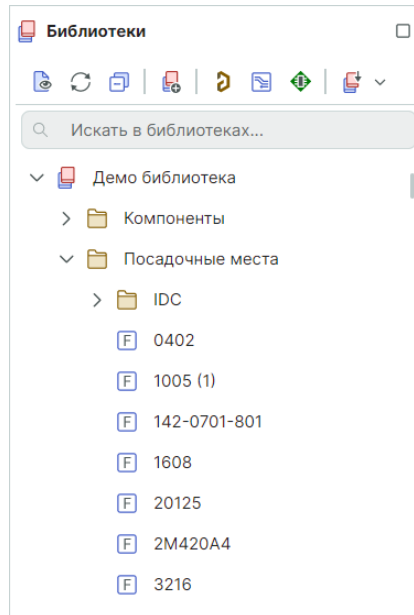 Библиотеки
Искать в библиотеках...
Демо библиотека
Компоненты
Посадочные места
IDC
F 0402
F 1005 (1)
F 142-0701-801
F 1608
F 20125
F 2M420A4
F 3216